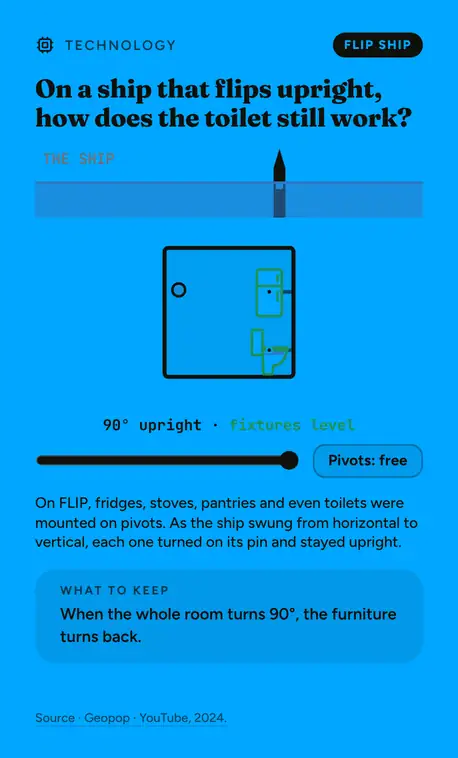 TECHNOLOGY
FLIP SHIP
On a ship that flips upright,
how does the toilet still work?
THE SHIP
90° upright · fixtures level
Pivots: free
On FLIP, fridges, stoves, pantries and even toilets were
mounted on pivots. As the ship swung from horizontal to
vertical, each one turned on its pin and stayed upright.
WHAT TO KEEP
When the whole room turns 90°, the furniture
turns back.
Source · Geopop · YouTube, 2024.